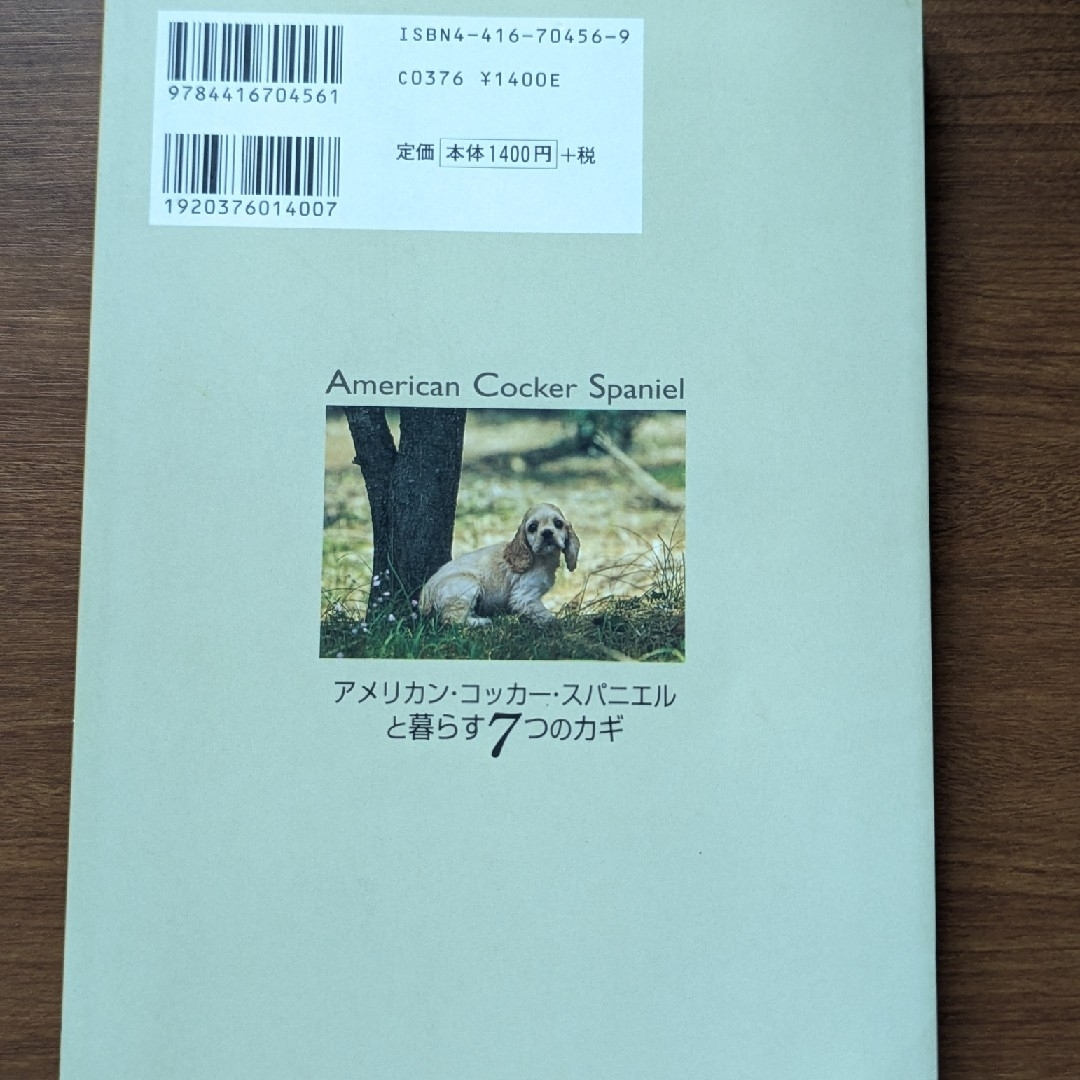 ISBN4-416-70456-9
9784416704561
C0376 ¥1400E
定価 本体1400円+税
1920376014007
American Cocker Spaniel
アメリカン・コッカー・スパニエル
と暮らす7つのカギ